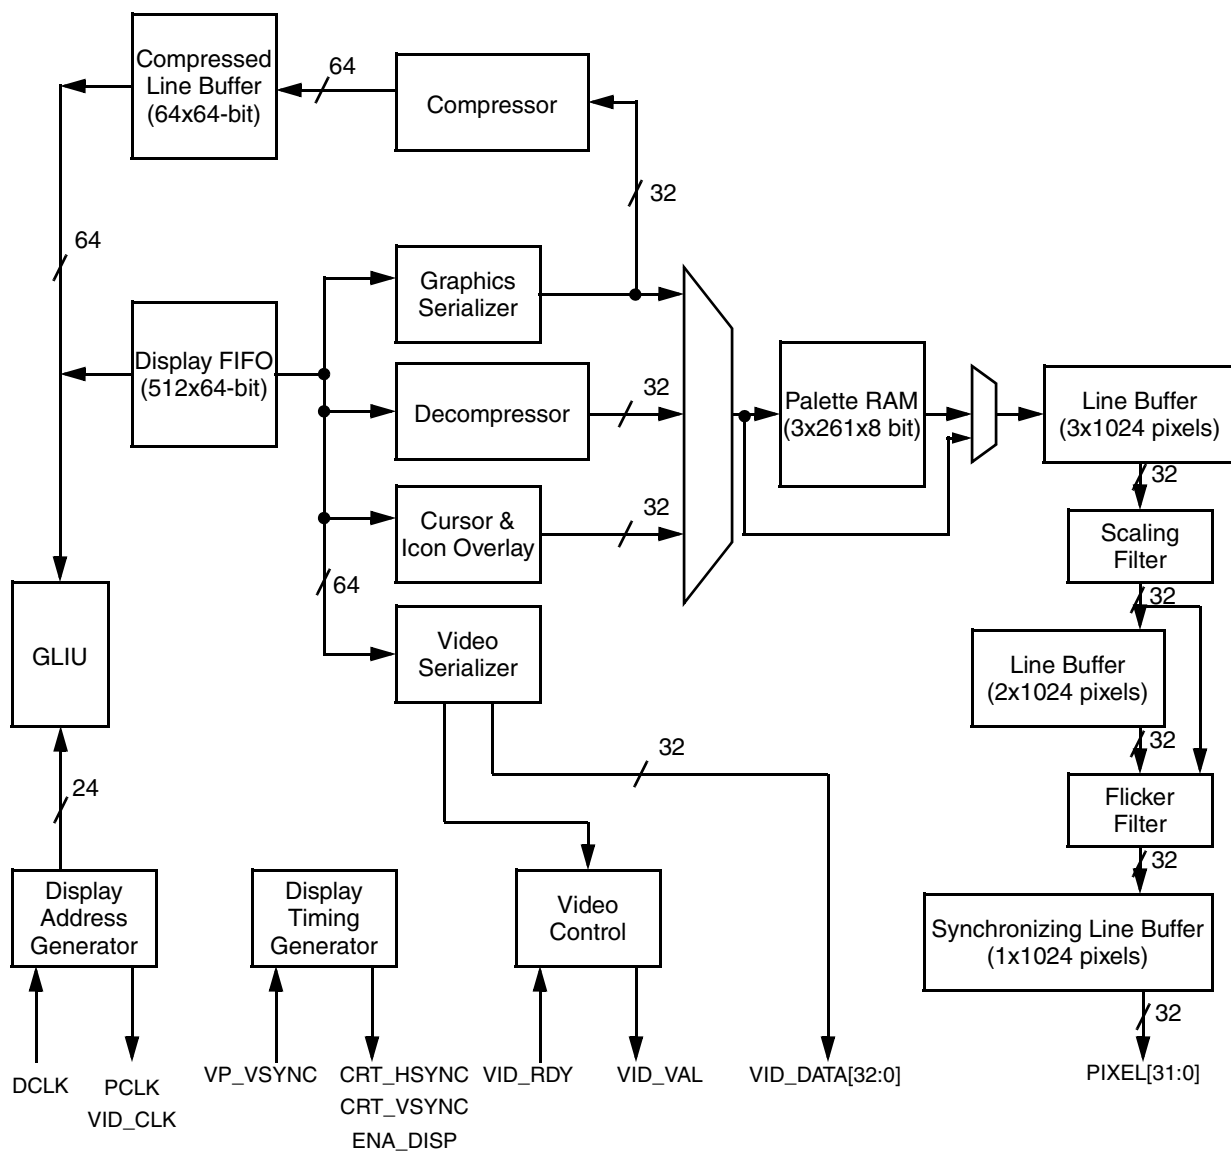 Compressed
Line Buffer
(64x64-bit)
64
Compressor
32
64
Graphics
Serializer
Display FIFO
(512x64-bit)
Decompressor
32
Palette RAM
(3x261x8 bit)
Line Buffer
(3x1024 pixels)
32
Cursor &
Icon Overlay
32
Scaling
Filter
64
32
GLIU
Video
Serializer
Line Buffer
(2x1024 pixels)
32
32
24
Flicker
Filter
32
Display
Address
Generator
Display
Timing
Generator
Video
Control
Synchronizing Line Buffer
(1x1024 pixels)
32
DCLK
PCLK
VID_CLK
VP_VSYNC
CRT_HSYNC
CRT_VSYNC
ENA_DISP
VID_RDY
VID_VAL
VID_DATA[32:0]
PIXEL[31:0]